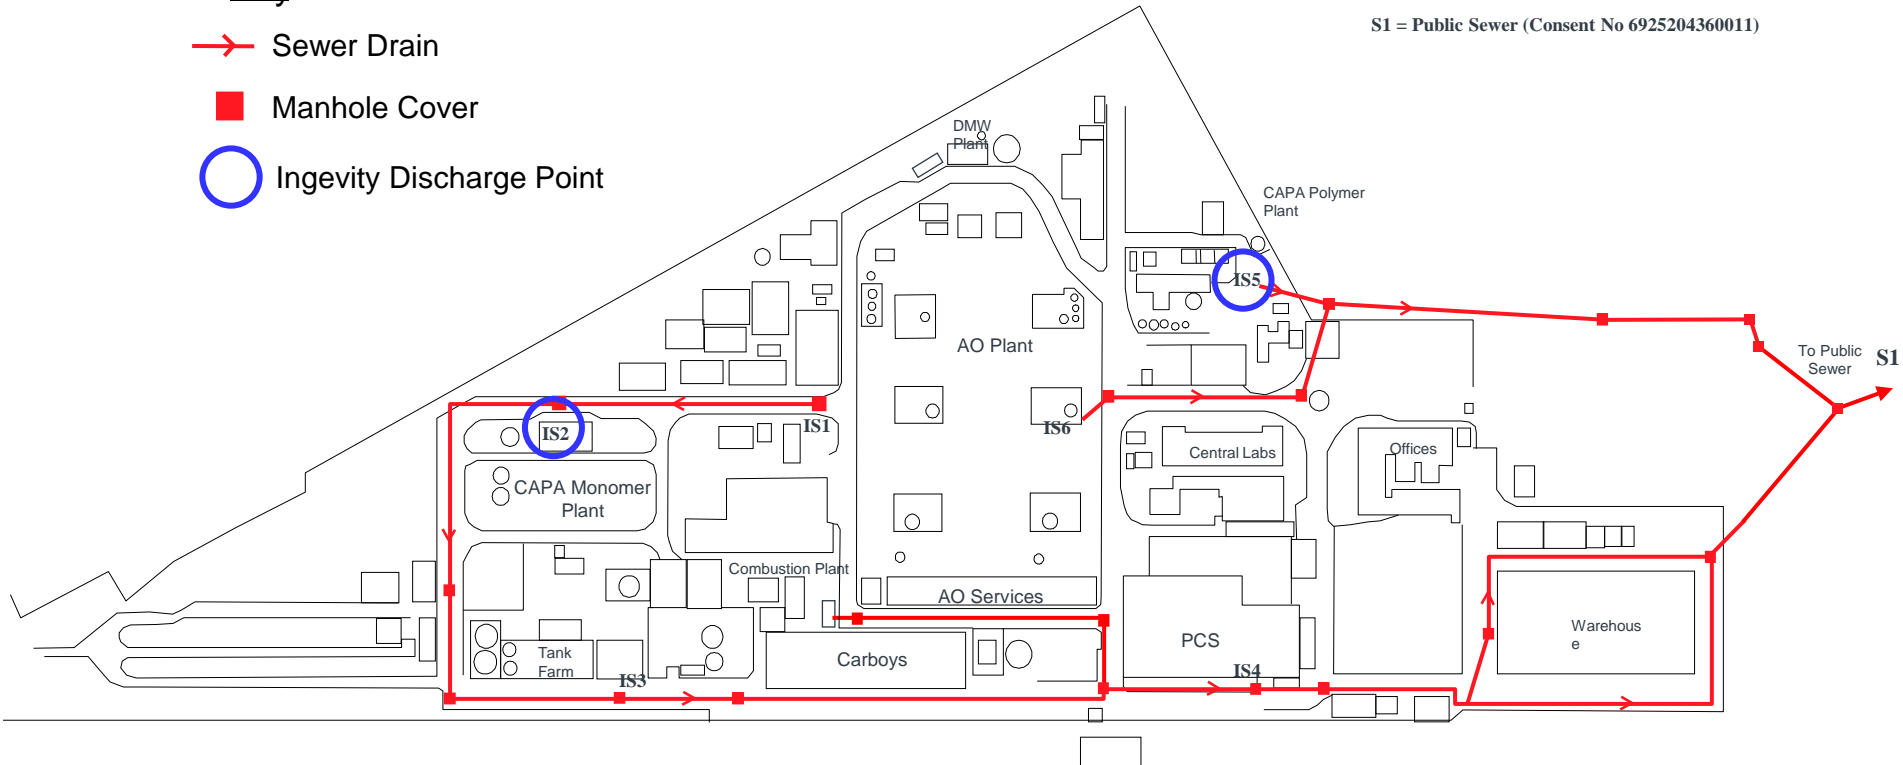 S1 = Public Sewer (Consent No 6925204360011)
Sewer Drain
Manhole Cover
Ingevity Discharge Point
DMW
Plant
CAPA Polymer
Plant
IS5
AO Plant
To Public
Sewer
S1
IS1
IS2
IS6
Central Labs
Offices
CAPA Monomer
Plant
Combustion Plant
AO Services
Warehous
e
Tank
Farm
Carboys
PCS
IS3
IS4